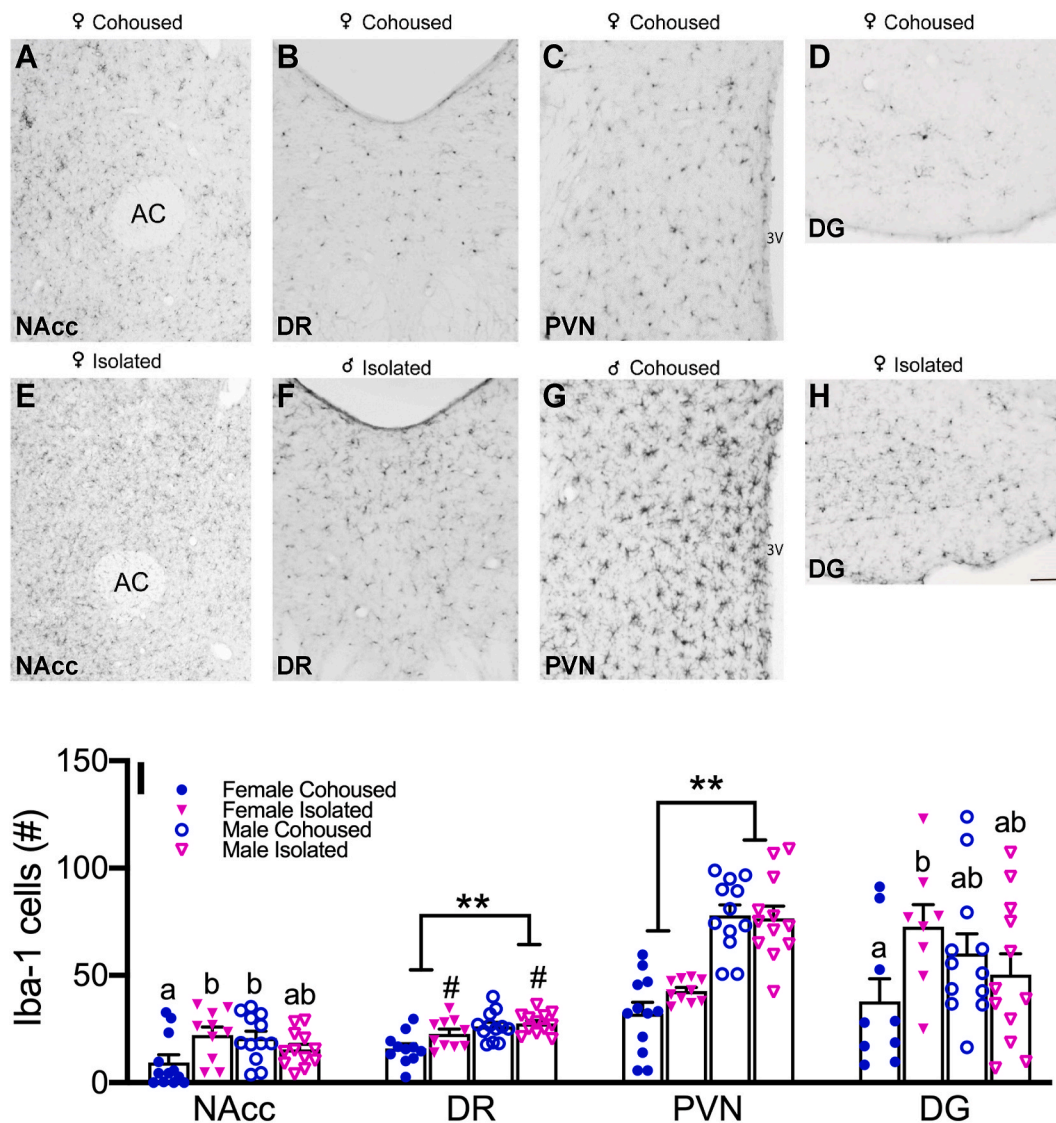 ♀ Cohoused ♀ Cohoused ♀ Cohoused ♀ Cohoused
A B C D
AC
3V
DG
NAcc DR PVN
♀ Isolated ♂ Isolated ♂ Cohoused ♀ Isolated
E F G H
3V
AC
DG
NAcc DR PVN
Iba-1 cells (#)
150
100
50
0
I
Female Cohoused
Female Isolated
Male Cohoused
Male Isolated
a b b ab
** # #
**
a b ab ab
NAcc DR PVN DG